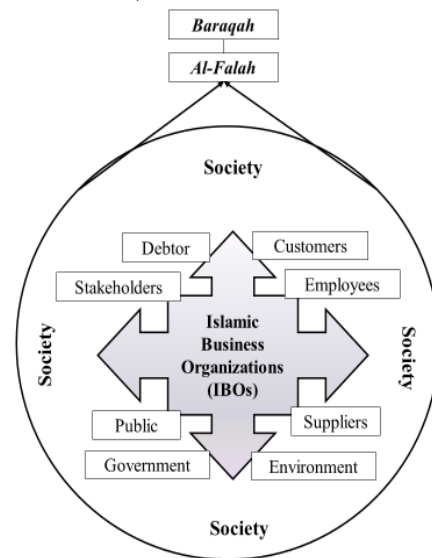 Baraqah
Al-Falah
Society
Debtor
Customers
Stakeholders
Employees
Islamic
Business
Organizations
(IBOs)
Society
Society
Public
Suppliers
Government
Environment
Society